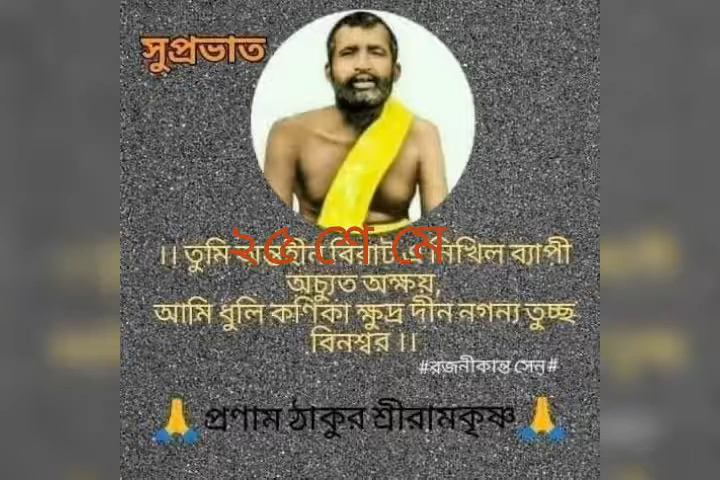 সুপ্রভাত
২৫ শে মে
।। তুমি নিখিল ব্যাপী
অচ্যুত অক্ষয়,
আমি ধুলি কণিকা ক্ষুদ্র দীন নগন্য তুচ্ছ
বিনশ্বর ।।
#রজনীকান্ত সেন#
🙏 প্রণাম ঠাকুর শ্রীরামকৃষ্ণ 🙏